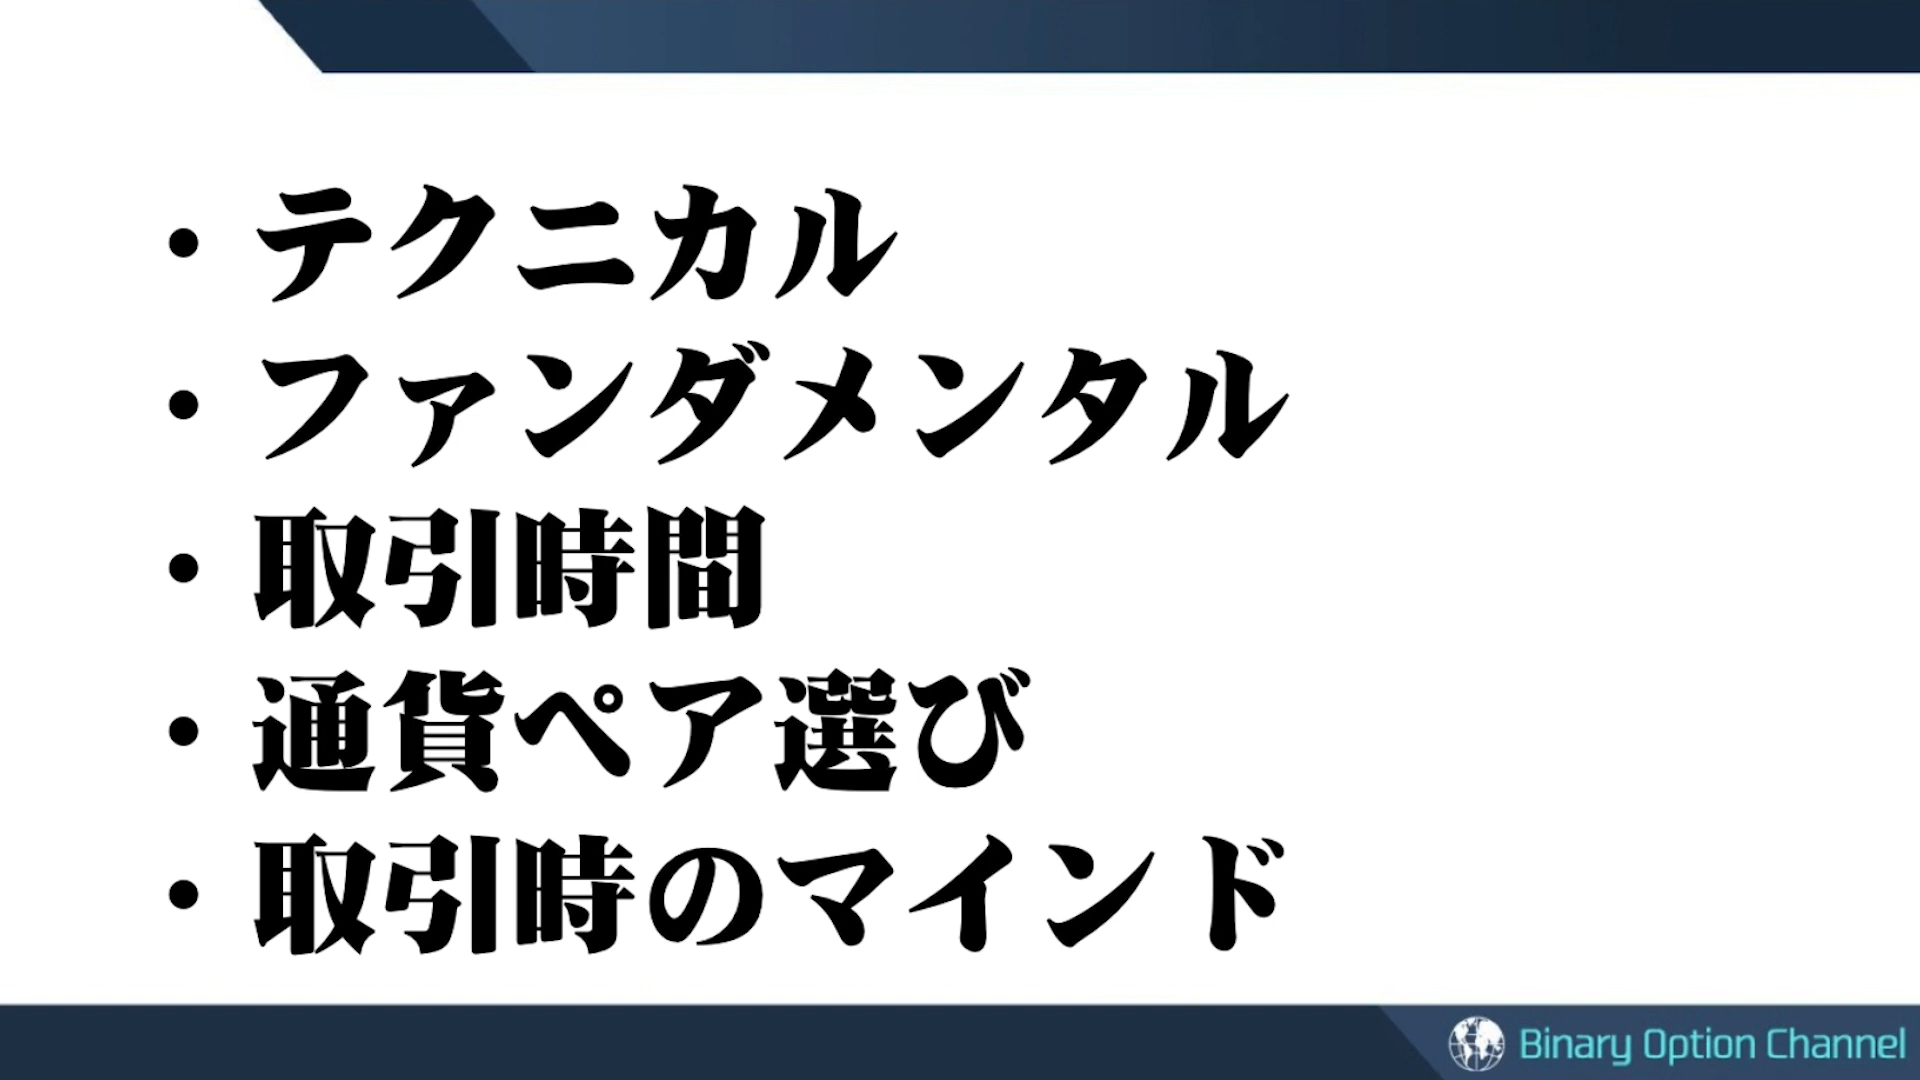 ・テクニカル
・ファンダメンタル
・取引時間
・通貨ペア選び
・取引時のマインド
Binary Option Channel